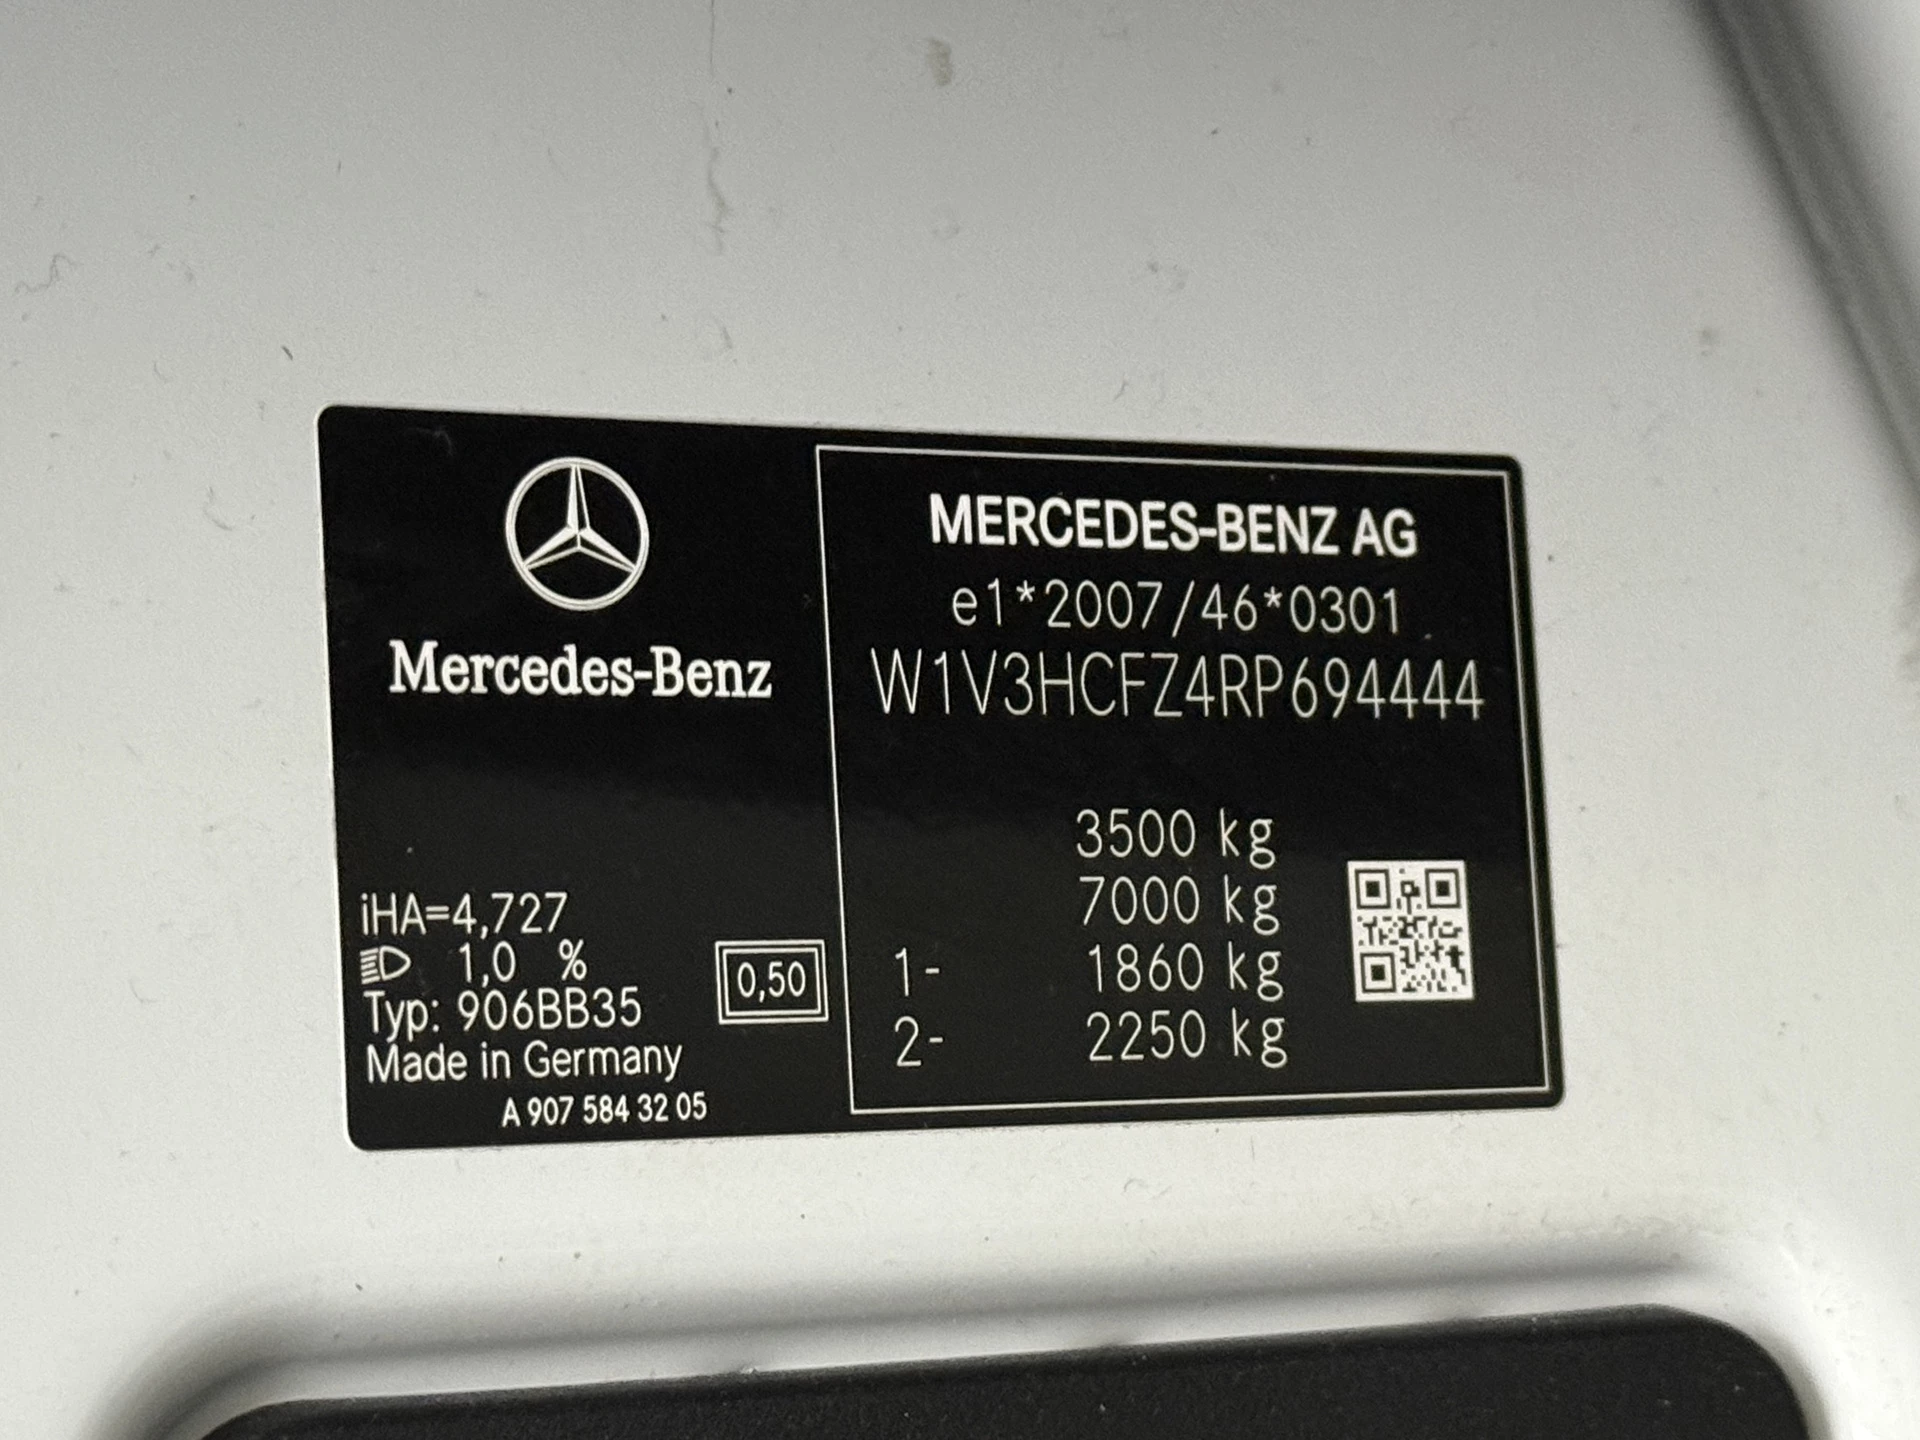 Mercedes-Benz
iHA=4,727
1,0 %
Typ: 906BB35
Made in Germany
A 907 584 32 05
0,50
MERCEDES-BENZ AG
e1*2007/46*0301
W1V3HCFZ4RP694444
3500 kg
7000 kg
1- 1860 kg
2- 2250 kg